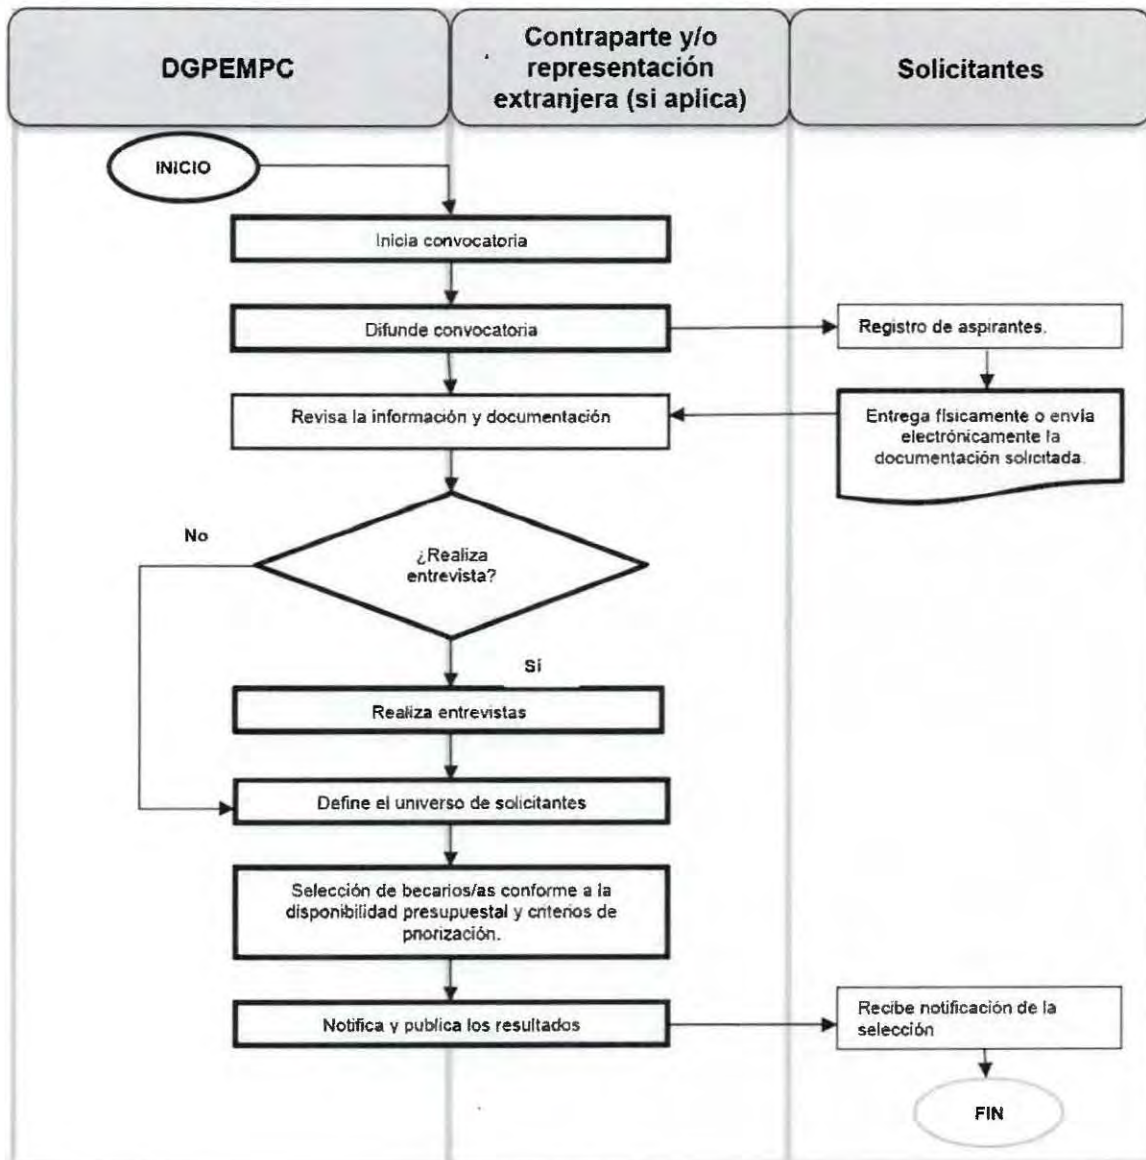 DGPEMPC
Contraparte y/o
representación
extranjera (si aplica)
Solicitantes
INICIO
Inicia convocatoria
Difunde convocatoria
Registro de aspirantes.
Revisa la información y documentación
Entrega físicamente o envía
electrónicamente la
documentación solicitada.
No
¿Realiza
entrevista?
Sí
Realiza entrevistas
Define el universo de solicitantes
Selección de becarios/as conforme a la
disponibilidad presupuestal y criterios de
priorización.
Notifica y publica los resultados
Recibe notificación de la
selección
FIN